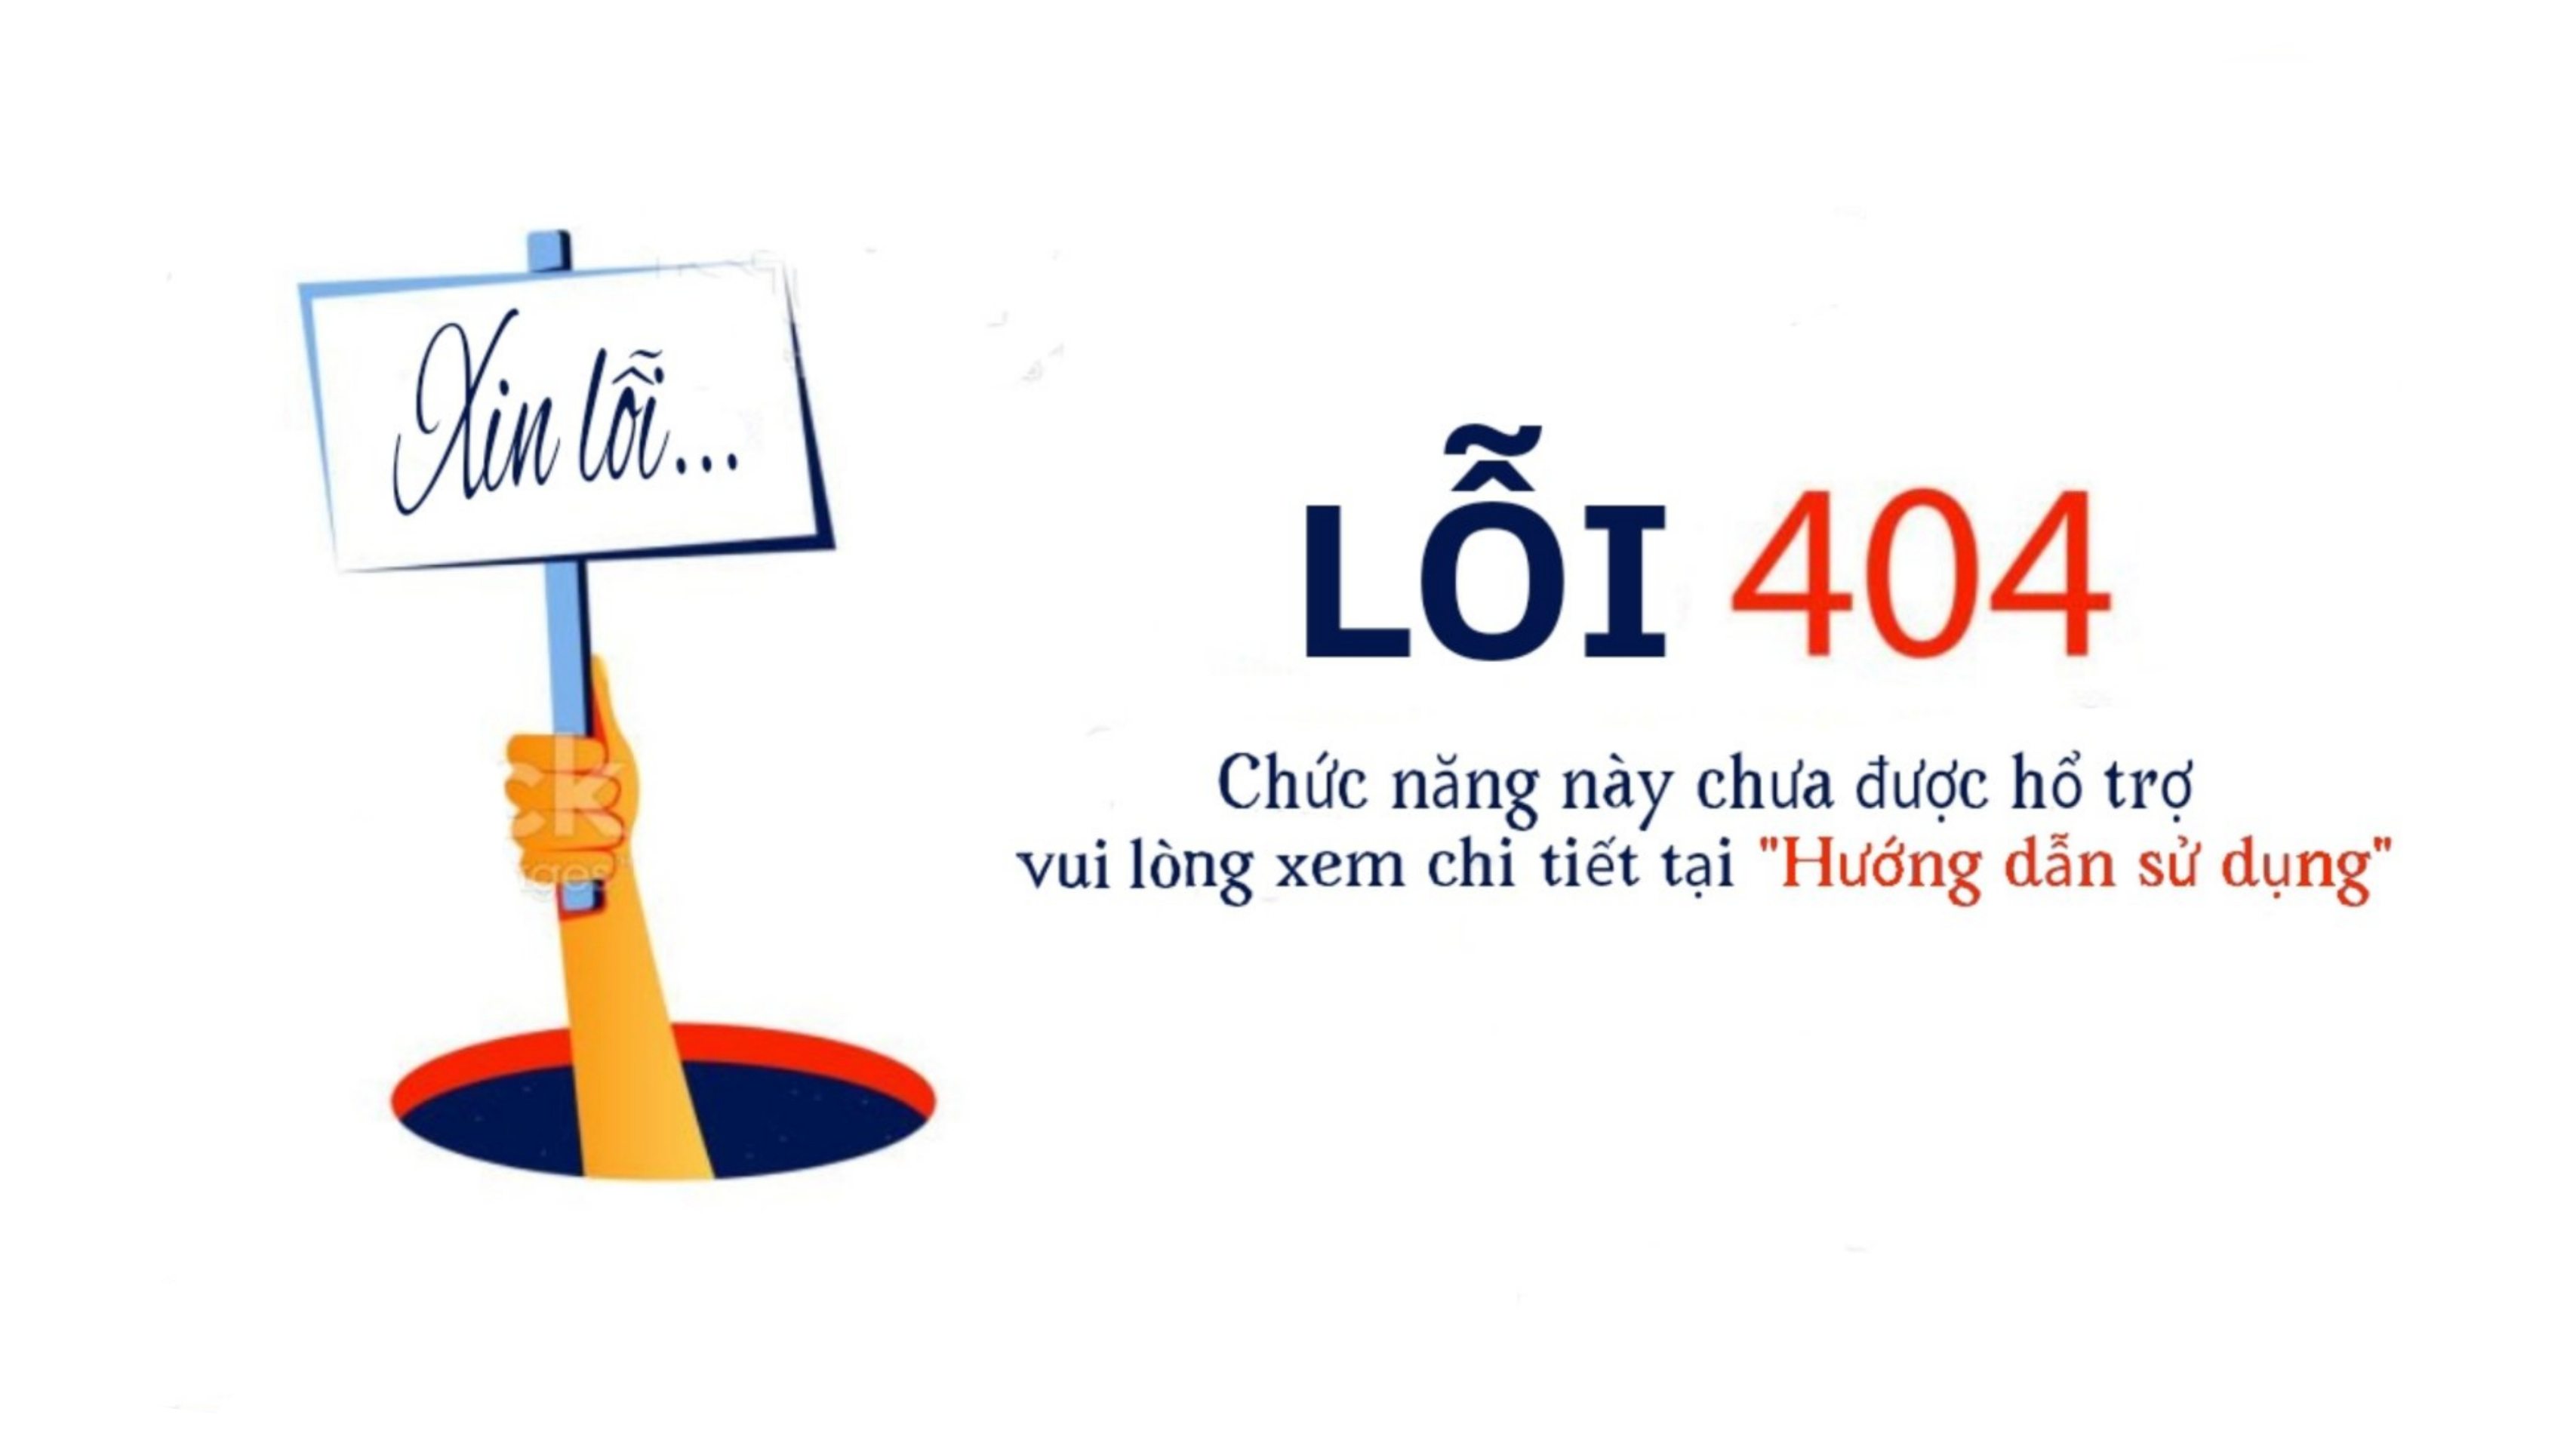 Xin lỗi...
LỖI 404
Chức năng này chưa được hổ trợ
vui lòng xem chi tiết tại "Hướng dẫn sử dụng"
ck